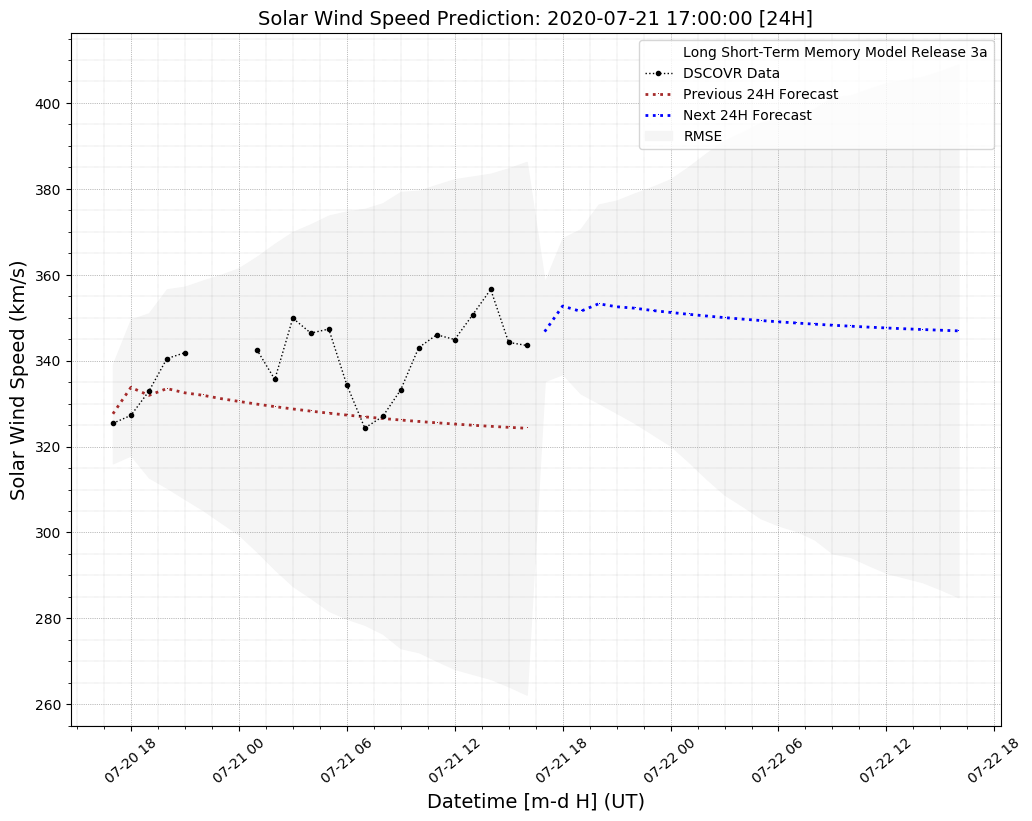 Solar Wind Speed Prediction: 2020-07-21 17:00:00 [24H]
Long Short-Term Memory Model Release 3a
DSCOVR Data
Previous 24H Forecast
Next 24H Forecast
RMSE
Solar Wind Speed (km/s)
400
380
360
340
320
300
280
260
07-20 18
07-21 00
07-21 06
07-21 12
07-21 18
07-22 00
07-22 06
07-22 12
07-22 18
Datetime [m-d H] (UT)